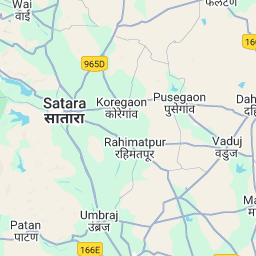 Wai
वाई
फलटण
965D
Satara
सातारा
Koregaon
कोरेगाव
Pusegaon
पुसेगाव
Rahimatpur
रहिमतपूर
Vaduj
वडुज
Umbraj
उंब्रज
Patan
पाटण
166E